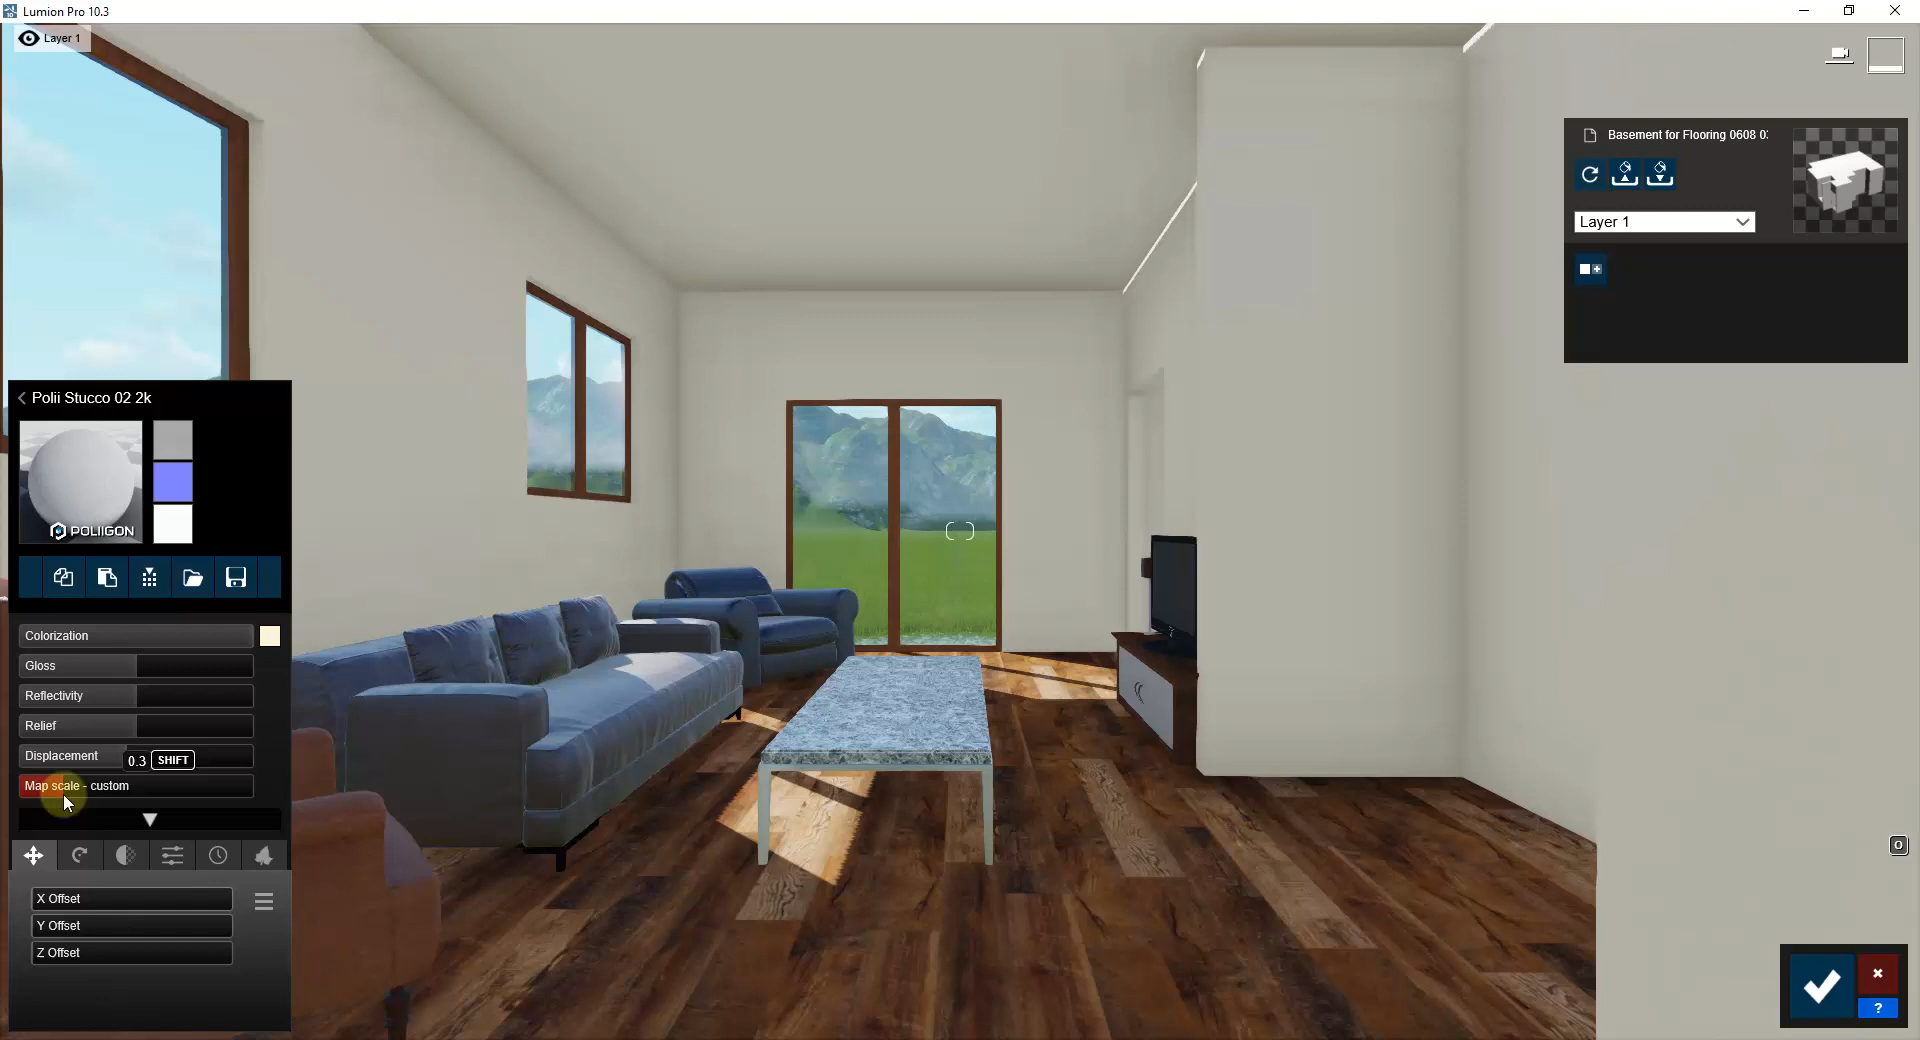 Lumion Pro 10.3
Layer 1
Basement for Flooring 0608 0
Layer 1
Polii Stucco 02 2k
POLIIGON
Colorization
Gloss
Reflectivity
Relief
Displacement
0.3 SHIFT
Map scale - custom
X Offset
Y Offset
Z Offset
O
?